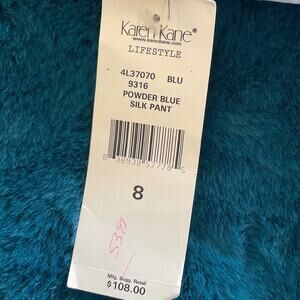 Karen Kane®
www.karenkane.com
LIFESTYLE
4L37070 BLU
9316
POWDER BLUE
SILK PANT
8
Mfg. Sugg. Retail
$108.00